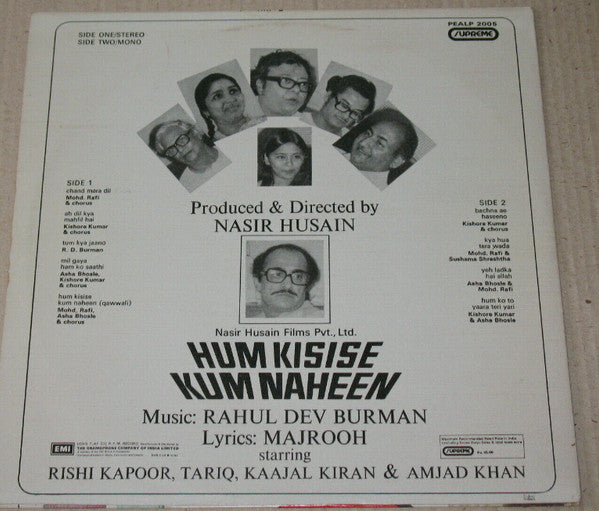 SIDE ONE/STEREO
SIDE TWO/MONO
PEALP 2005
SUPREME
SIDE 1
chand mera dil
Mohd. Rafi
& chorus
ah dil kya
mahfil hai
Kishore Kumar
& chorus
tum kya jaano
R. D. Burman
mil gaya
ham ko saathi
Asha Bhosle,
Kishore Kumar
& chorus
hum kisise
kum naheen (qawwali)
Mohd. Rafi,
Asha Bhosle
& chorus
Produced & Directed by
NASIR HUSAIN
SIDE 2
bachna ae
haseeno
Kishore Kumar
& chorus
kya hua
tera wada
Mohd. Rafi &
Sushama Shreshtha
yeh ladka
hai allah
Asha Bhosle &
Mohd. Rafi
hum ko to
yaara teri yari
Kishore Kumar
& Asha Bhosle
Nasir Husain Films Pvt., Ltd.
HUM KISISE
KUM NAHEEN
Music: RAHUL DEV BURMAN
Lyrics: MAJROOH
starring
RISHI KAPOOR, TARIQ, KAAJAL KIRAN & AMJAD KHAN
EMI
THE GRAMOPHONE COMPANY OF INDIA LIMITED
SUPREME